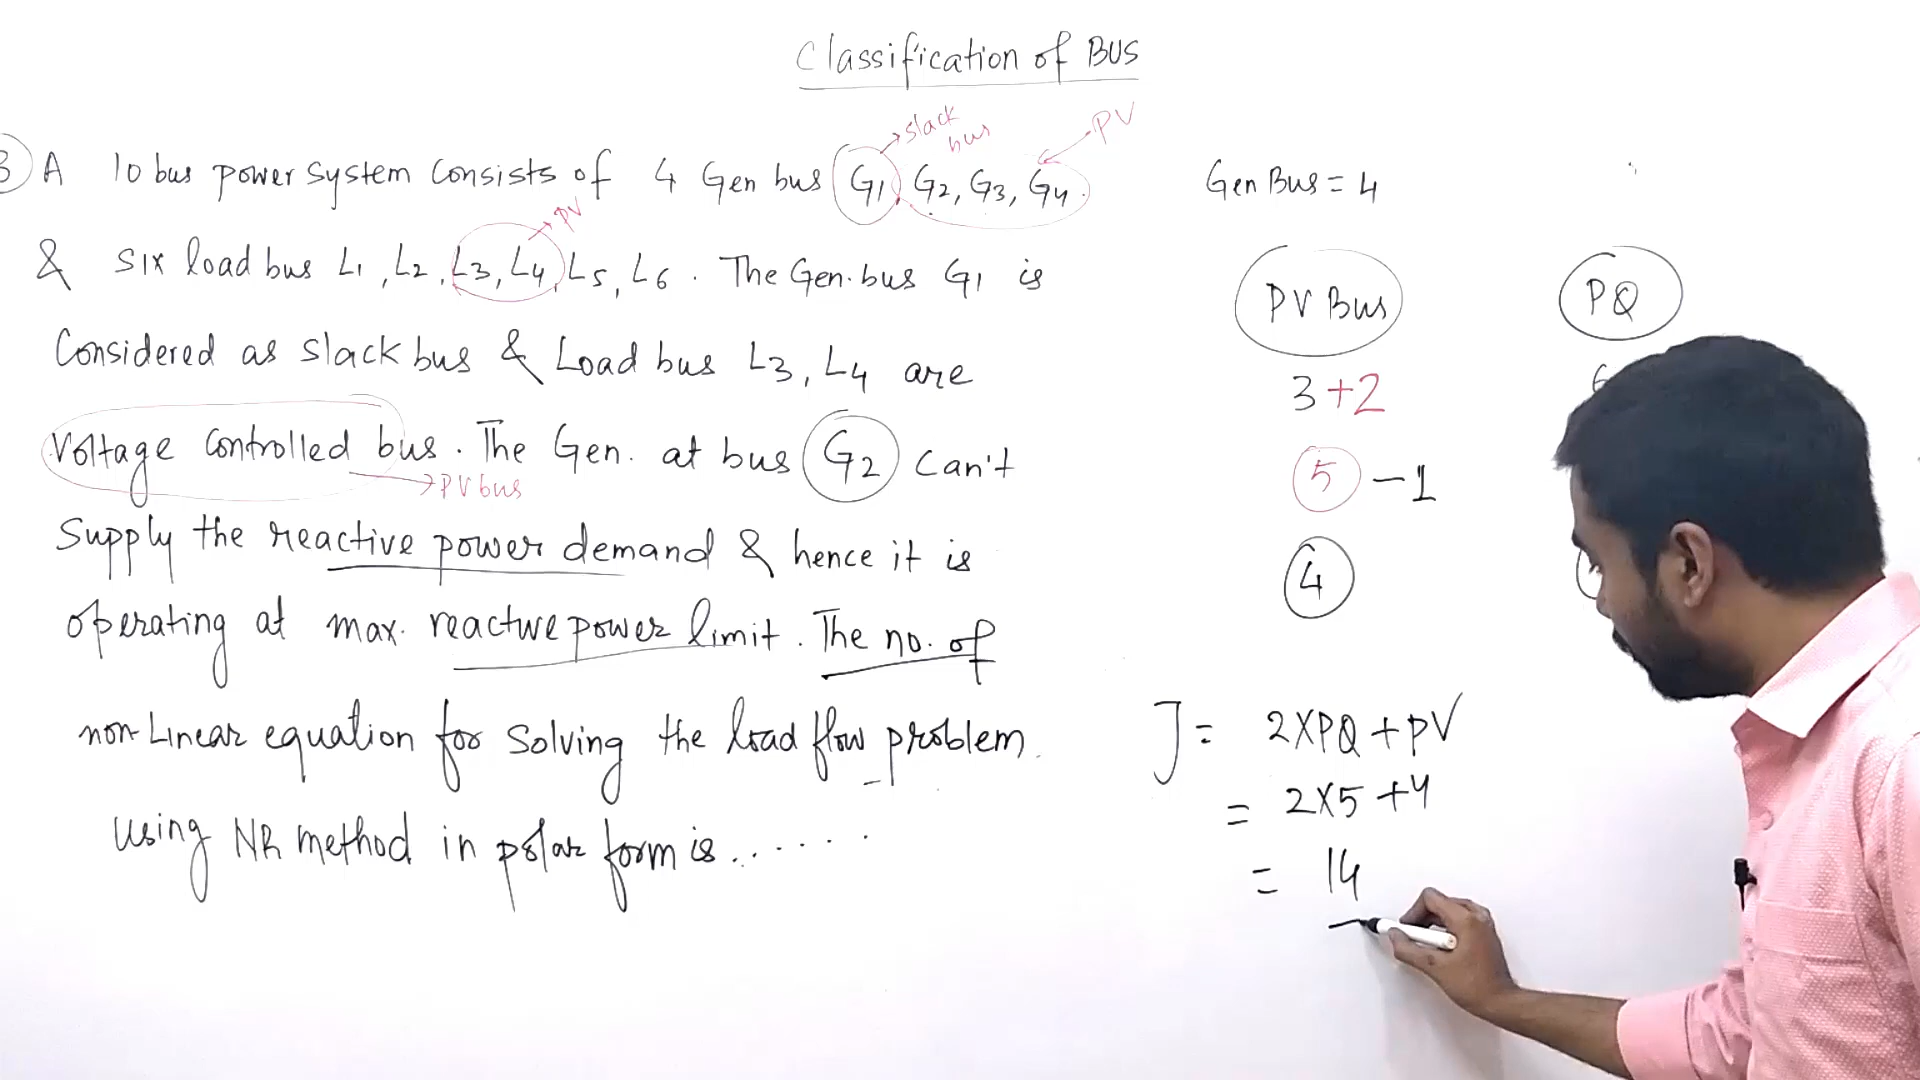 Classification of BUS
slack
bus
PV
3 A 10 bus power system consists of 4 Gen bus G1, G2, G3, G4.
PV
& six load bus L1, L2, L3, L4, L5, L6. The Gen. bus G1 is
Considered as slack bus & Load bus L3, L4 are
Voltage controlled bus. The Gen. at bus G2 can't
→PV bus
Supply the reactive power demand & hence it is
operating at max. reactive power limit. The no. of
non-Linear equation for solving the load flow problem.
using NR method in polar form is......
Gen Bus = 4
PV Bus
PQ
3+2
6
5 -1
4
J = 2XPQ + PV
= 2X5 +4
= 14